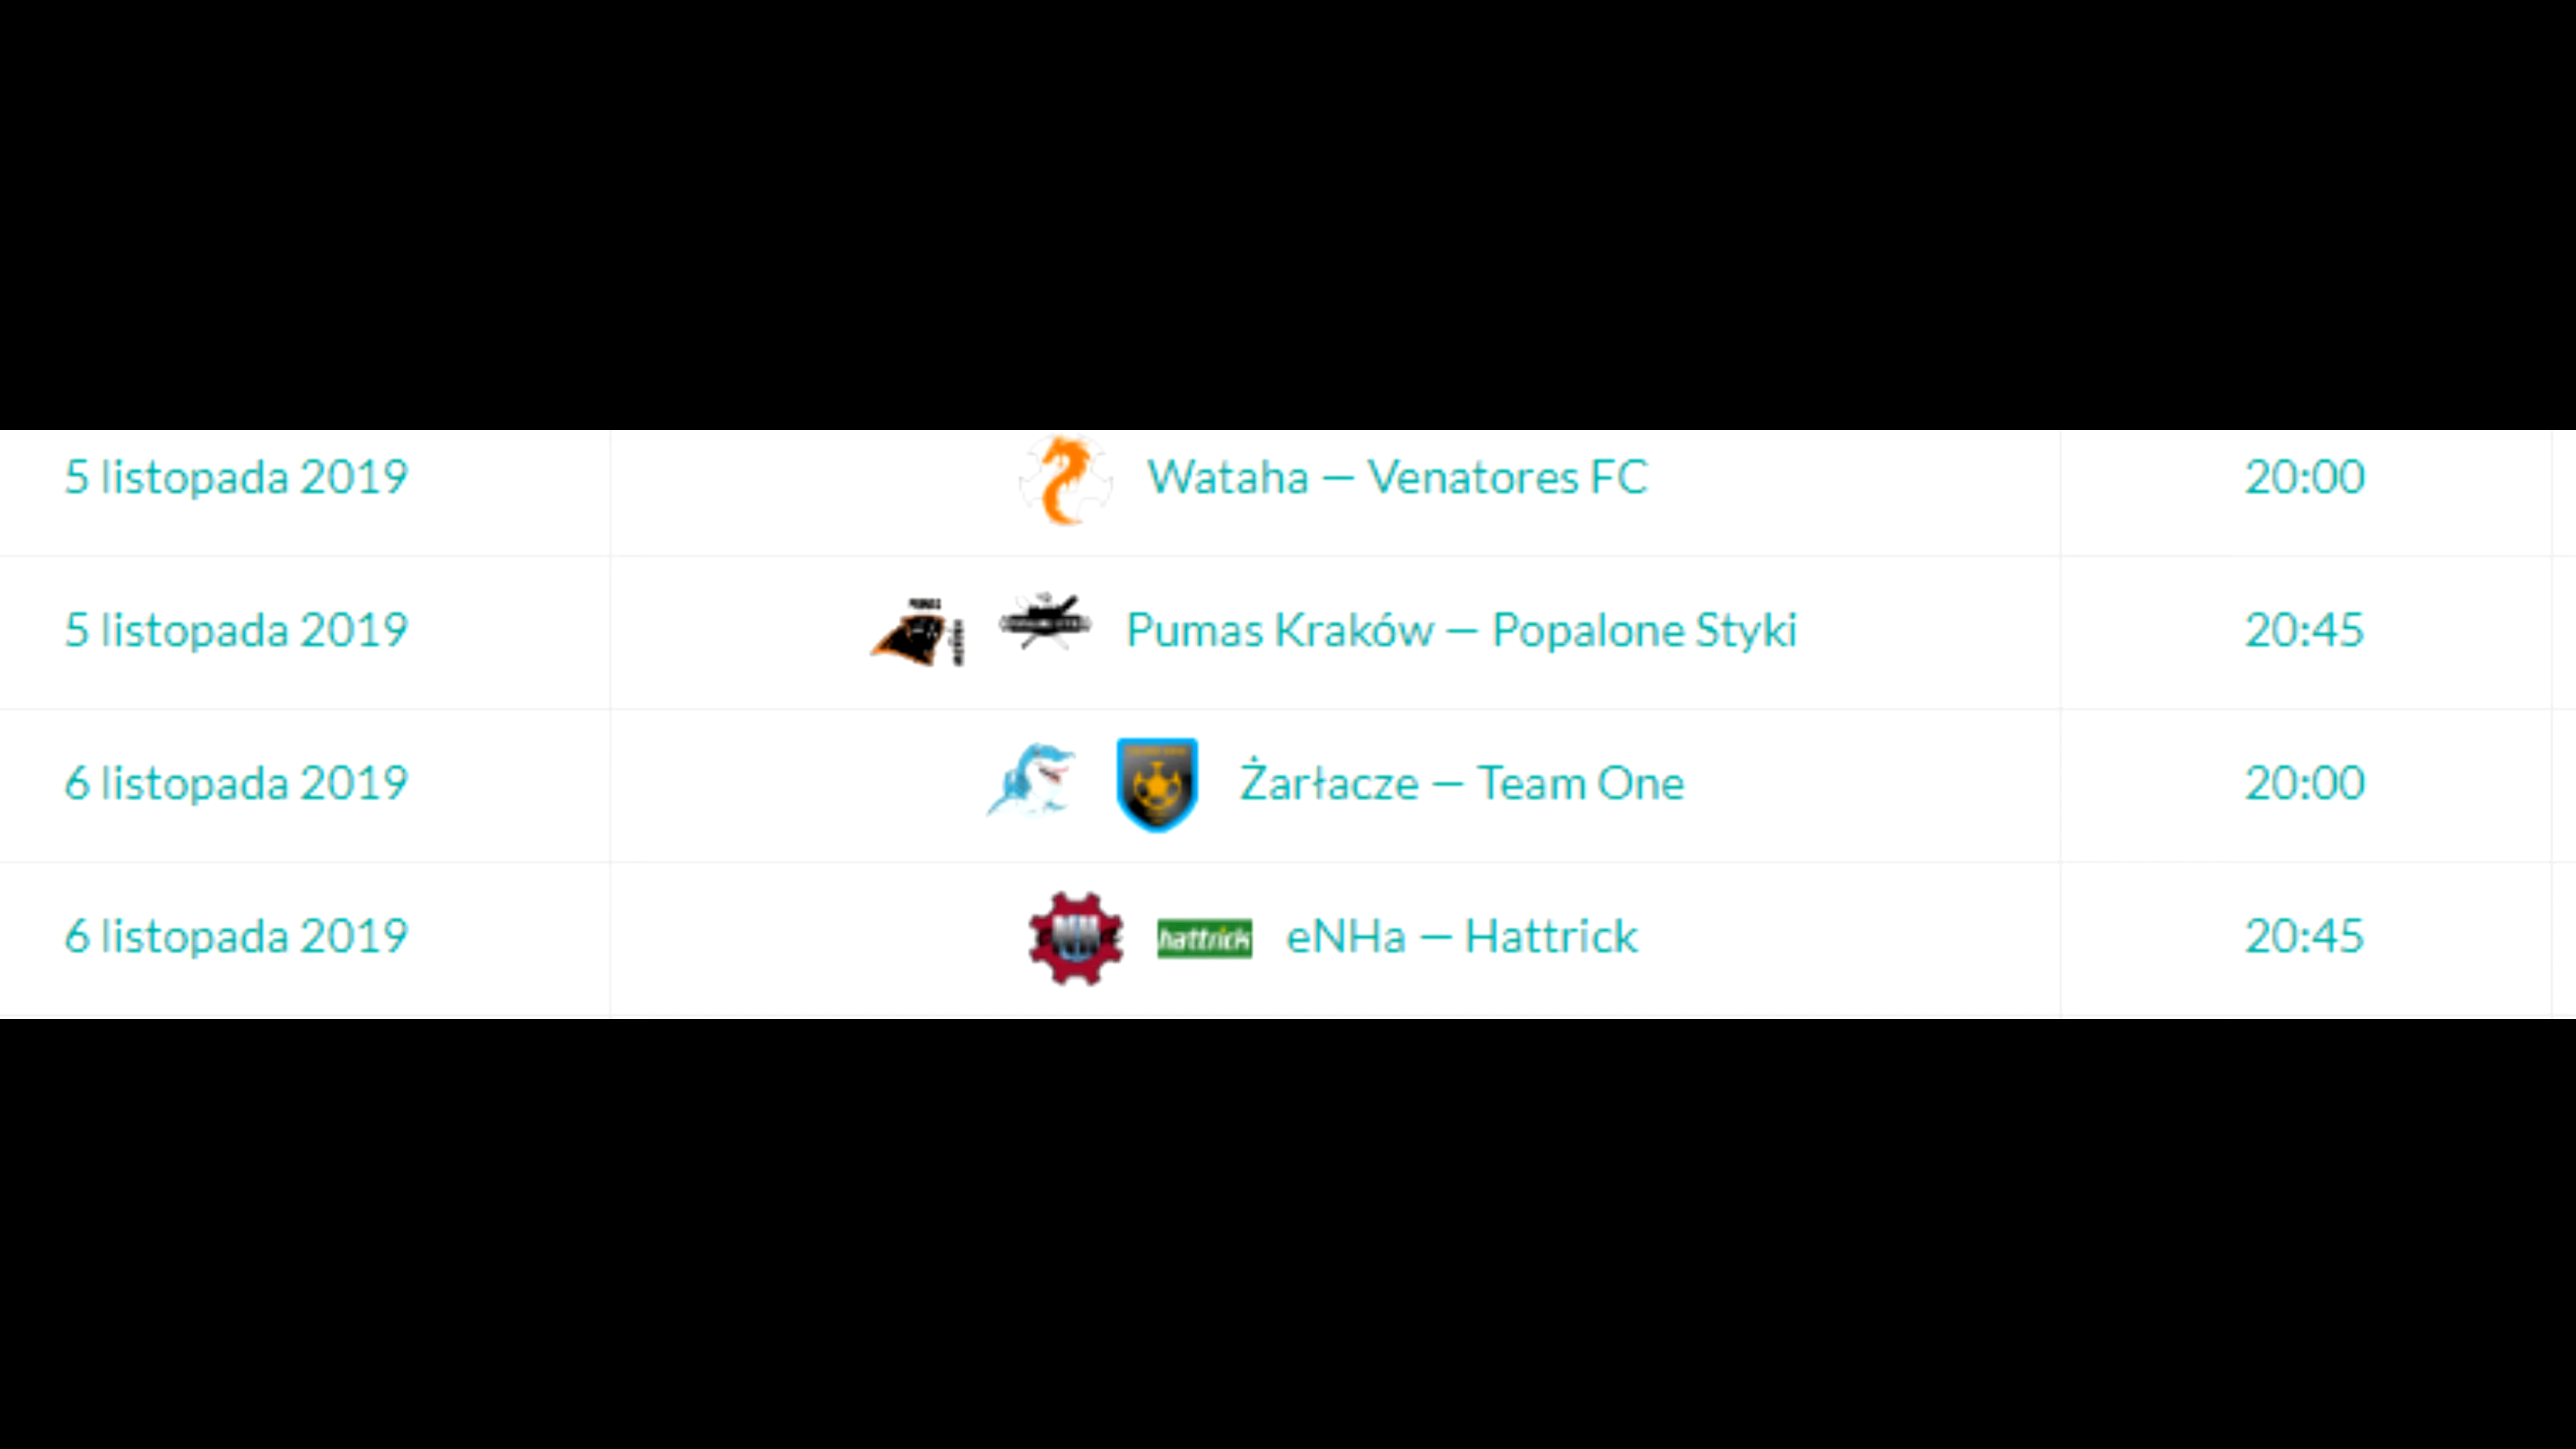 5 listopada 2019 Wataha — Venatores FC 20:00
5 listopada 2019 Pumas Kraków — Popalone Styki 20:45
6 listopada 2019 Żarłacze — Team One 20:00
6 listopada 2019 hattrick eNHa — Hattrick 20:45